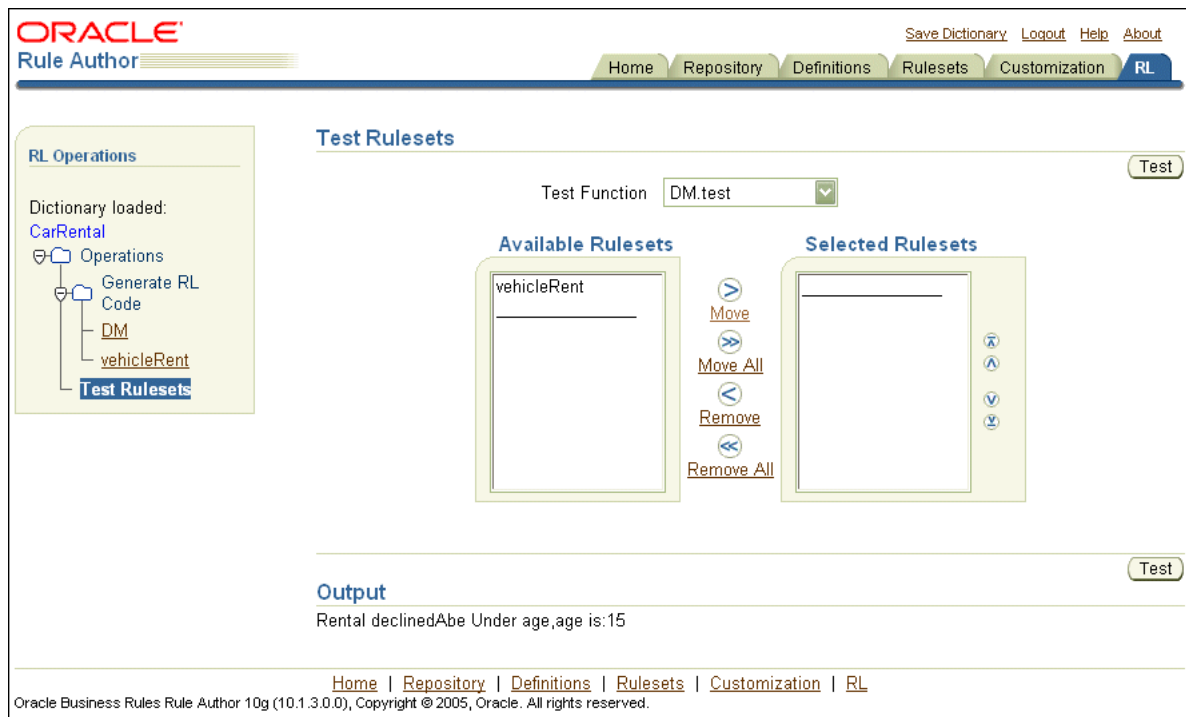 ORACLE
Rule Author
Save Dictionary Logout Help About
Home Repository Definitions Rulesets Customization RL
RL Operations
Dictionary loaded:
CarRental
Operations
Generate RL
Code
DM
vehicleRent
Test Rulesets
Test Rulesets
Test
Test Function DM.test
Available Rulesets Selected Rulesets
vehicleRent
Move
Move All
Remove
Remove All
Test
Output
Rental declinedAbe Under age,age is:15
Home | Repository | Definitions | Rulesets | Customization | RL
Oracle Business Rules Rule Author 10g (10.1.3.0.0), Copyright © 2005, Oracle. All rights reserved.